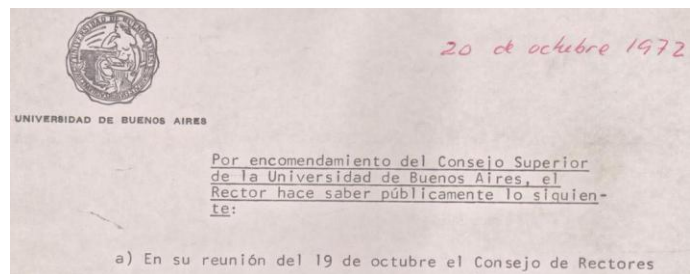 20 de octubre 1972
UNIVERSIDAD DE BUENOS AIRES
Por encomendamiento del Consejo Superior
de la Universidad de Buenos Aires, el
Rector hace saber públicamente lo siguien-
te:
a) En su reunión del 19 de octubre el Consejo de Rectores